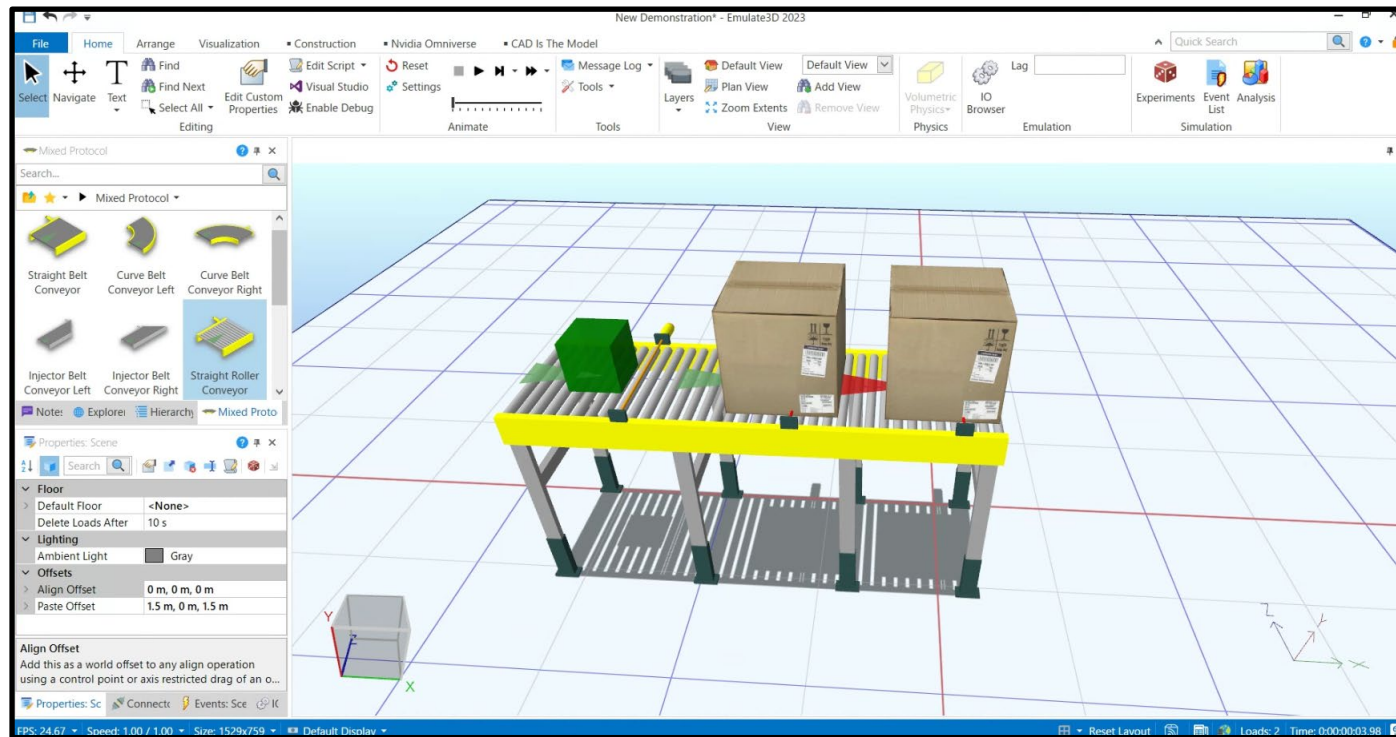 New Demonstration* - Emulate3D 2023
File Home Arrange Visualization ▪ Construction ▪ Nvidia Omniverse ▪ CAD Is The Model
Quick Search
Select
Navigate
Text
Find
Find Next
Select All
Edit Custom
Properties
Edit Script
Visual Studio
Enable Debug
Editing
Reset
Settings
Animate
Message Log
Tools
Tools
Layers
Default View
Plan View
Zoom Extents
Default View
Add View
Remove View
View
Volumetric
Physics
Physics
IO
Browser
Lag
Emulation
Experiments
Event
List
Analysis
Simulation
Mixed Protocol
Search...
Mixed Protocol
Straight Belt
Conveyor
Curve Belt
Conveyor Left
Curve Belt
Conveyor Right
Injector Belt
Conveyor Left
Injector Belt
Conveyor Right
Straight Roller
Conveyor
Notes Explorer Hierarchy Mixed Proto
Properties: Scene
Search
Floor
Default Floor <None>
Delete Loads After 10 s
Lighting
Ambient Light Gray
Offsets
Align Offset 0 m, 0 m, 0 m
Paste Offset 1.5 m, 0 m, 1.5 m
Align Offset
Add this as a world offset to any align operation
using a control point or axis restricted drag of an o...
Properties: Sc Connecto Events: Sce
Y
Z
X
Z
Y
X
FPS: 24.67 Speed: 1.00 / 1.00 Size: 1529x759 Default Display Reset Layout Loads: 2 Time: 0:00:00:03.98